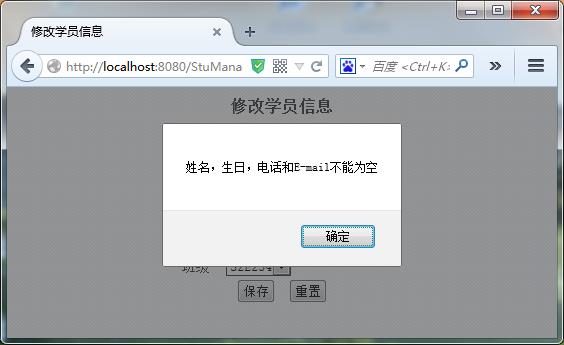 修改学员信息
http://localhost:8080/StuMana
百度 <Ctrl+K>
修改学员信息
姓名，生日，电话和E-mail不能为空
确定
班级
保存 重置